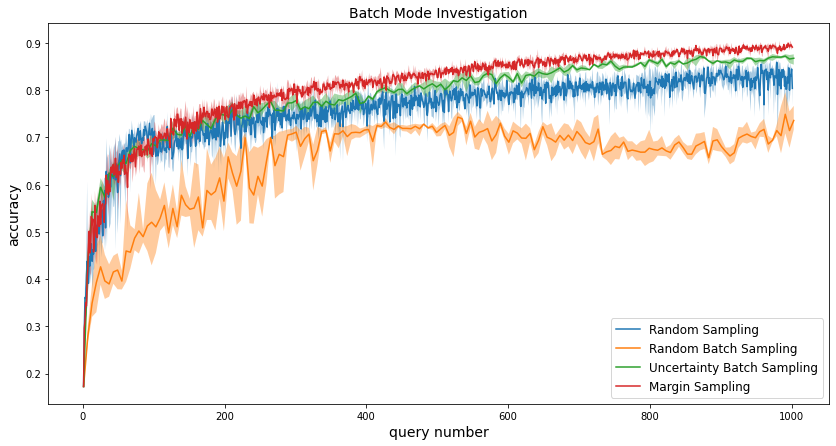 Batch Mode Investigation
accuracy
0.9
0.8
0.7
0.6
0.5
0.4
0.3
0.2
0
200
400
600
800
1000
query number
Random Sampling
Random Batch Sampling
Uncertainty Batch Sampling
Margin Sampling